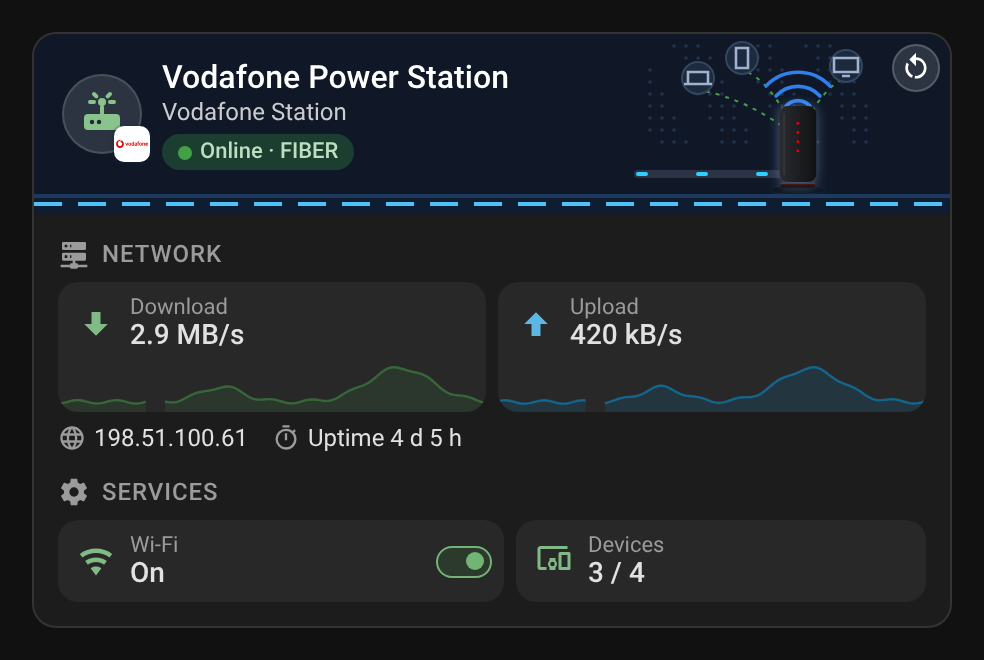 Vodafone Power Station
Vodafone Station
vodafone
Online · FIBER
NETWORK
Download
2.9 MB/s
Upload
420 kB/s
198.51.100.61
Uptime 4 d 5 h
SERVICES
Wi-Fi
On
Devices
3 / 4